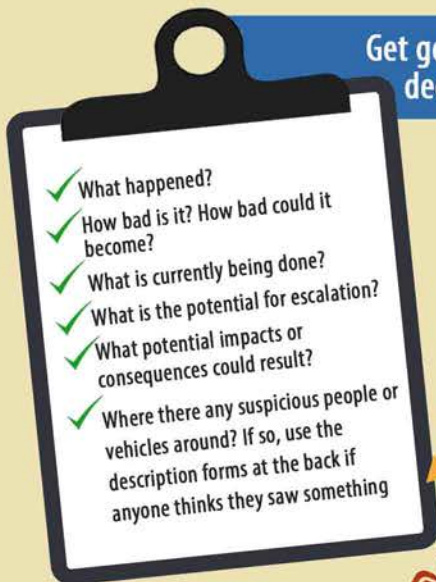 Get
What happened?
How bad is it? How bad could it
become?
What is currently being done?
What is the potential for escalation?
What potential impacts or
consequences could result?
Where there any suspicious people or
vehicles around? If so, use the
description forms at the back if
anyone thinks they saw something